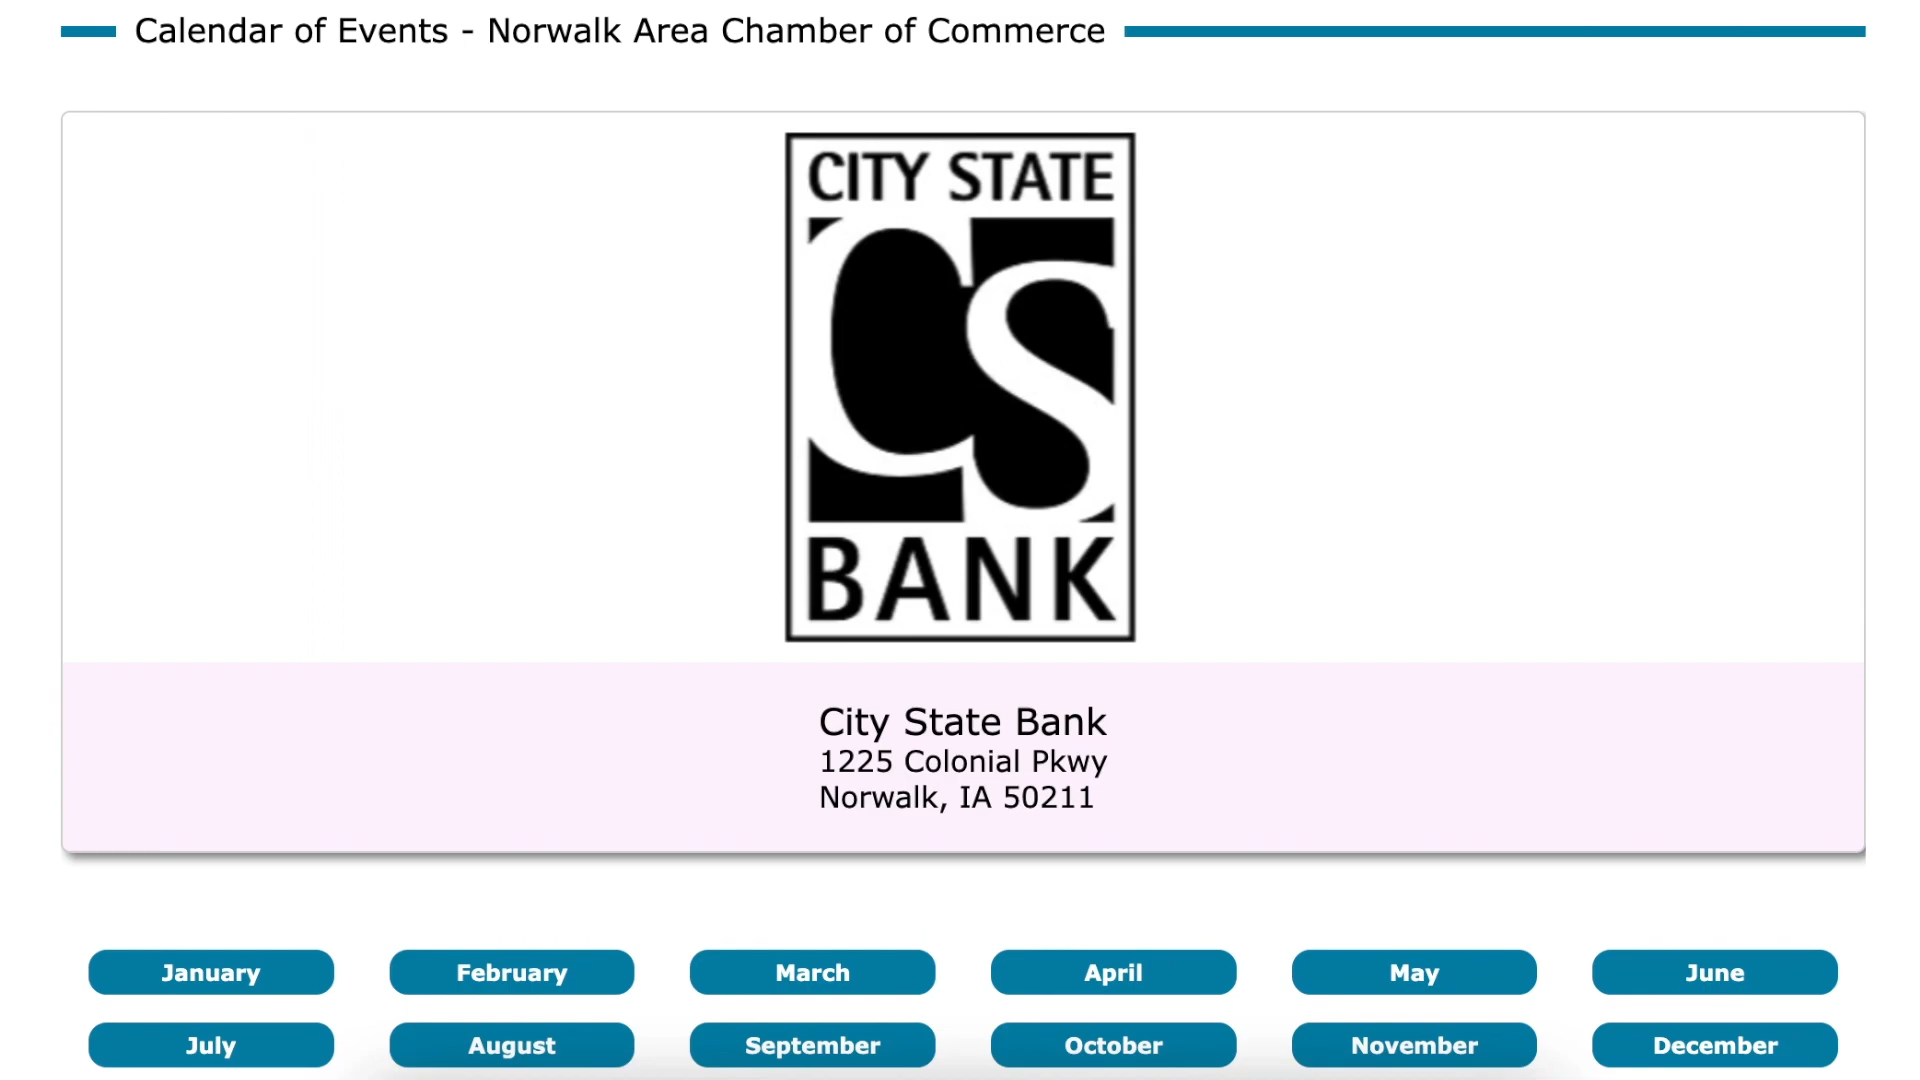 Calendar of Events - Norwalk Area Chamber of Commerce
CITY STATE
CS
BANK
City State Bank
1225 Colonial Pkwy
Norwalk, IA 50211
January February March April May June
July August September October November December